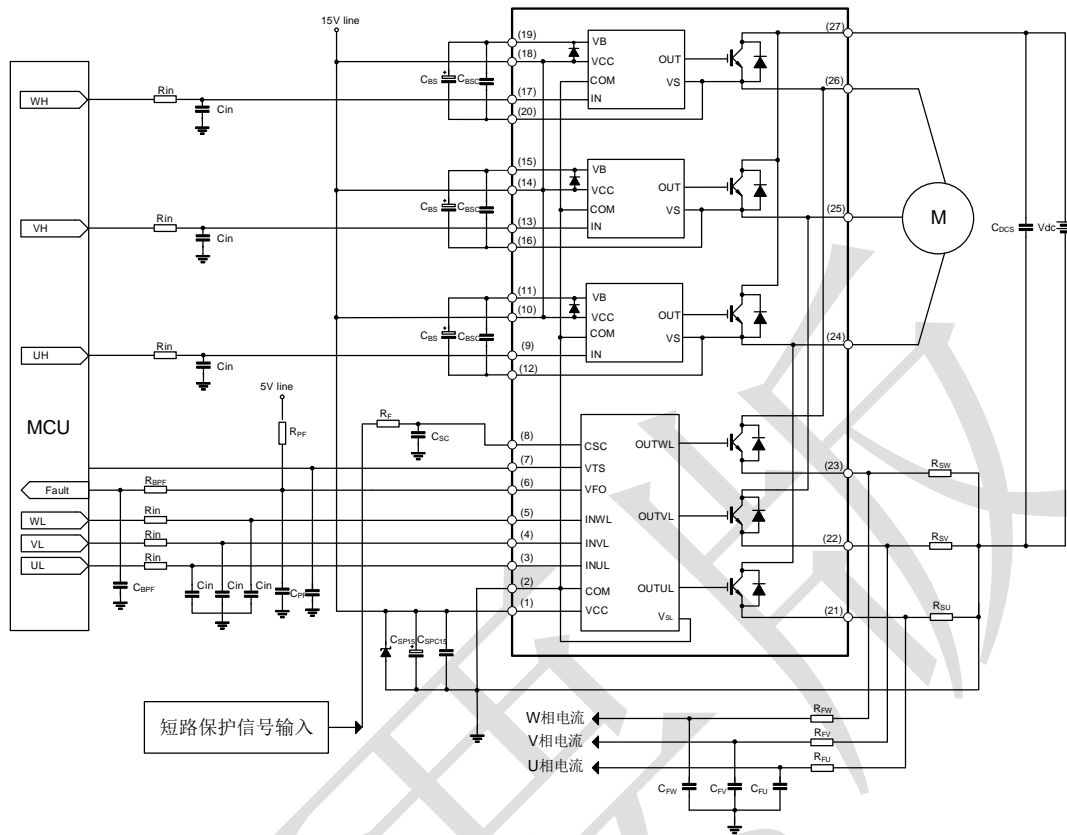 15V line
(19)
VB
(27)
(18)
VCC
OUT
CBS
CBSC
COM
VS
(26)
WH
Rin
(17)
IN
Cin
(20)
(15)
VB
(14)
VCC
OUT
CBS
CBSC
COM
VS
(25)
VH
Rin
(13)
IN
Cin
(16)
M
CDCS
Vdc
(11)
VB
(10)
VCC
OUT
CBS
CBSC
COM
VS
(24)
UH
Rin
(9)
IN
Cin
(12)
5V line
MCU
RPF
RF
CSC
(8)
CSC
OUTWL
(7)
VTS
(23)
RSW
Fault
RBPF
(6)
VFO
WL
Rin
(5)
INWL
OUTVL
VL
Rin
(4)
INVL
(22)
RSV
UL
Rin
(3)
INUL
CBPF
Cin
Cin
Cin
(2)
COM
OUTUL
(1)
VCC
VSL
(21)
RSU
CSP15
CSPC15
短路保护信号输入
W相电流
RFW
V相电流
RFV
U相电流
RFU
CFW
CFV
CFU